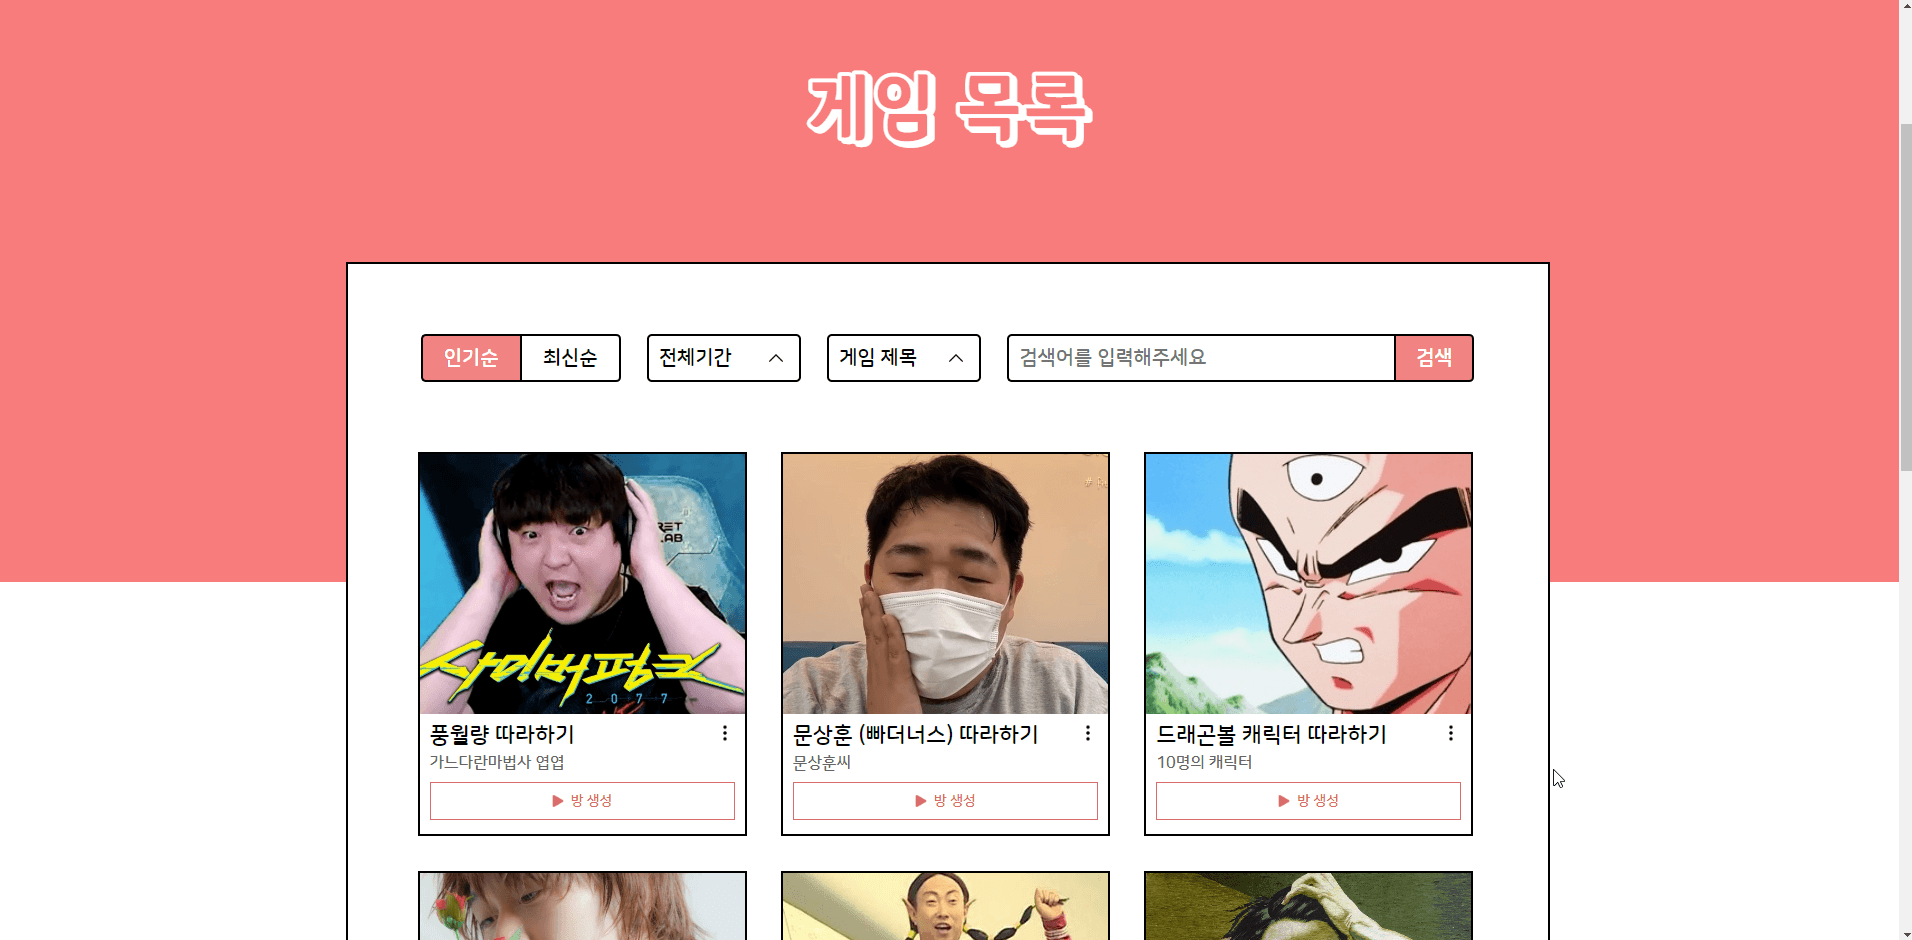 게임 목록
인기순 최신순 전체기간 게임 제목 검색어를 입력해주세요 검색
RET
LAB
사이버펑크
2077
풍월량 따라하기
가느다란마법사 엽엽
방 생성
문상훈 (빠더너스) 따라하기
문상훈씨
방 생성
드래곤볼 캐릭터 따라하기
10명의 캐릭터
방 생성